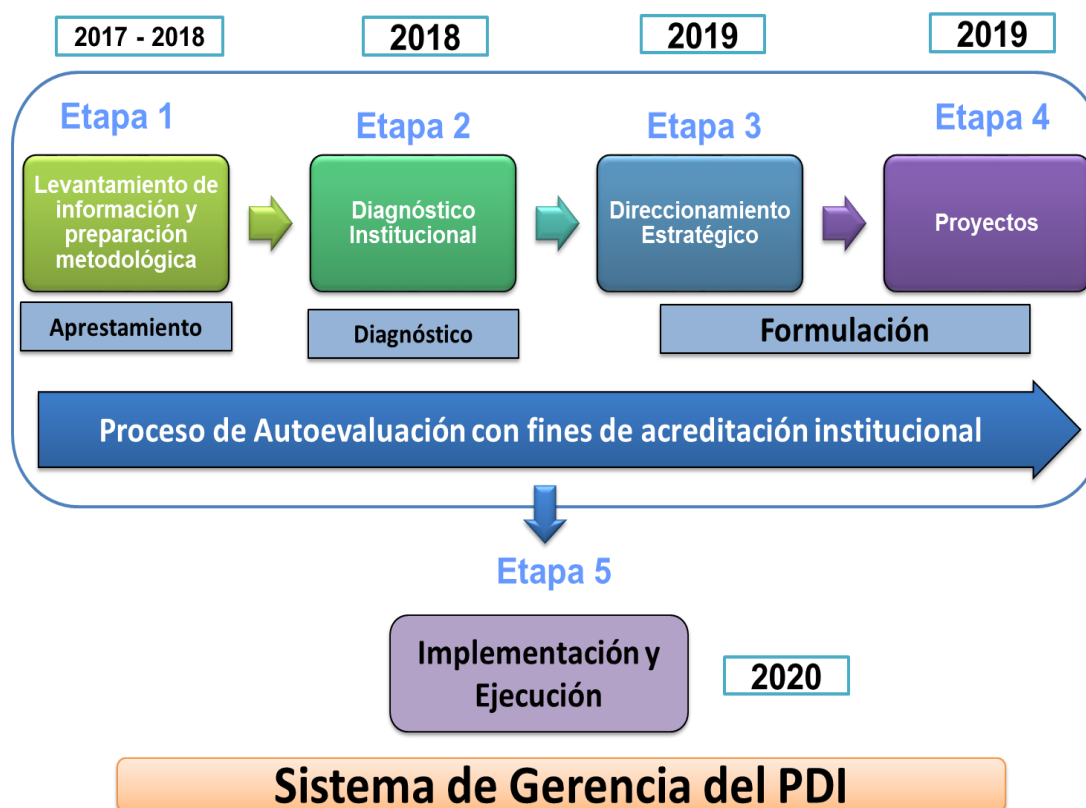 2017 - 2018
2018
2019
2019
Etapa 1
Etapa 2
Etapa 3
Etapa 4
Levantamiento de
información y
preparación
metodológica
Diagnóstico
Institucional
Direccionamiento
Estratégico
Proyectos
Aprestamiento
Diagnóstico
Formulación
Proceso de Autoevaluación con fines de acreditación institucional
Etapa 5
Implementación y
Ejecución
2020
Sistema de Gerencia del PDI